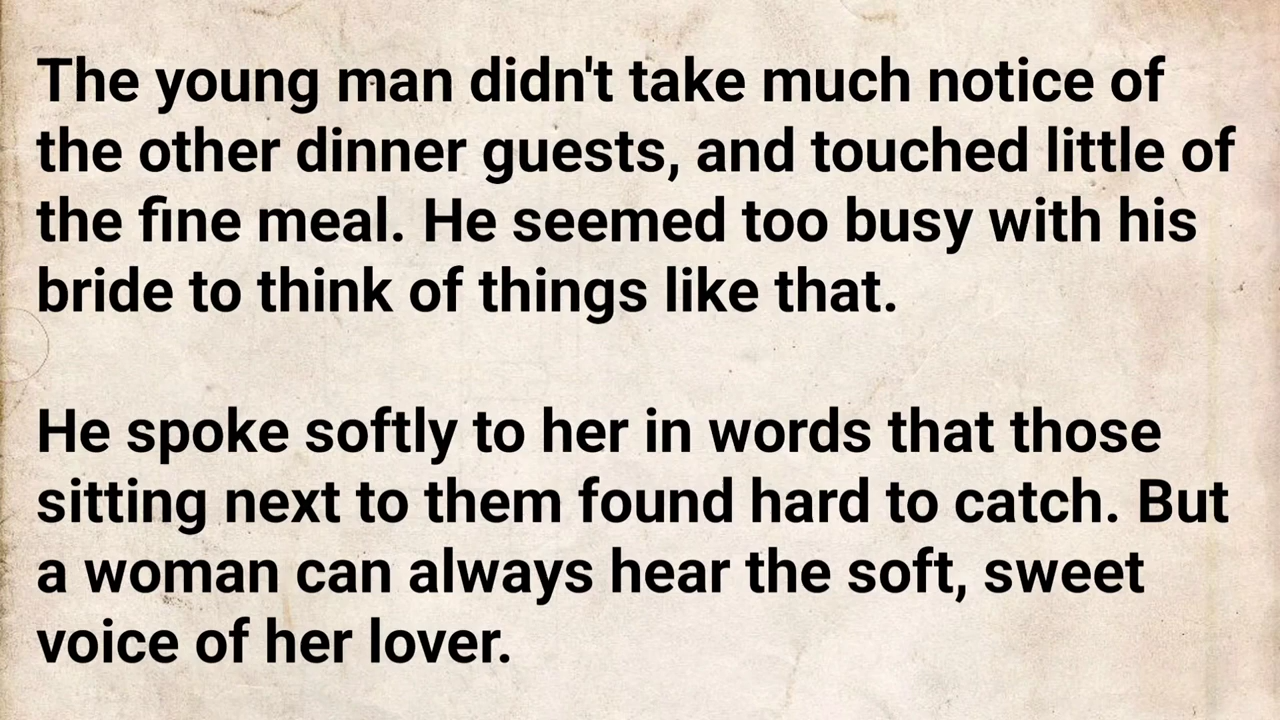 The young man didn't take much notice of
the other dinner guests, and touched little of
the fine meal. He seemed too busy with his
bride to think of things like that.
He spoke softly to her in words that those
sitting next to them found hard to catch. But
a woman can always hear the soft, sweet
voice of her lover.